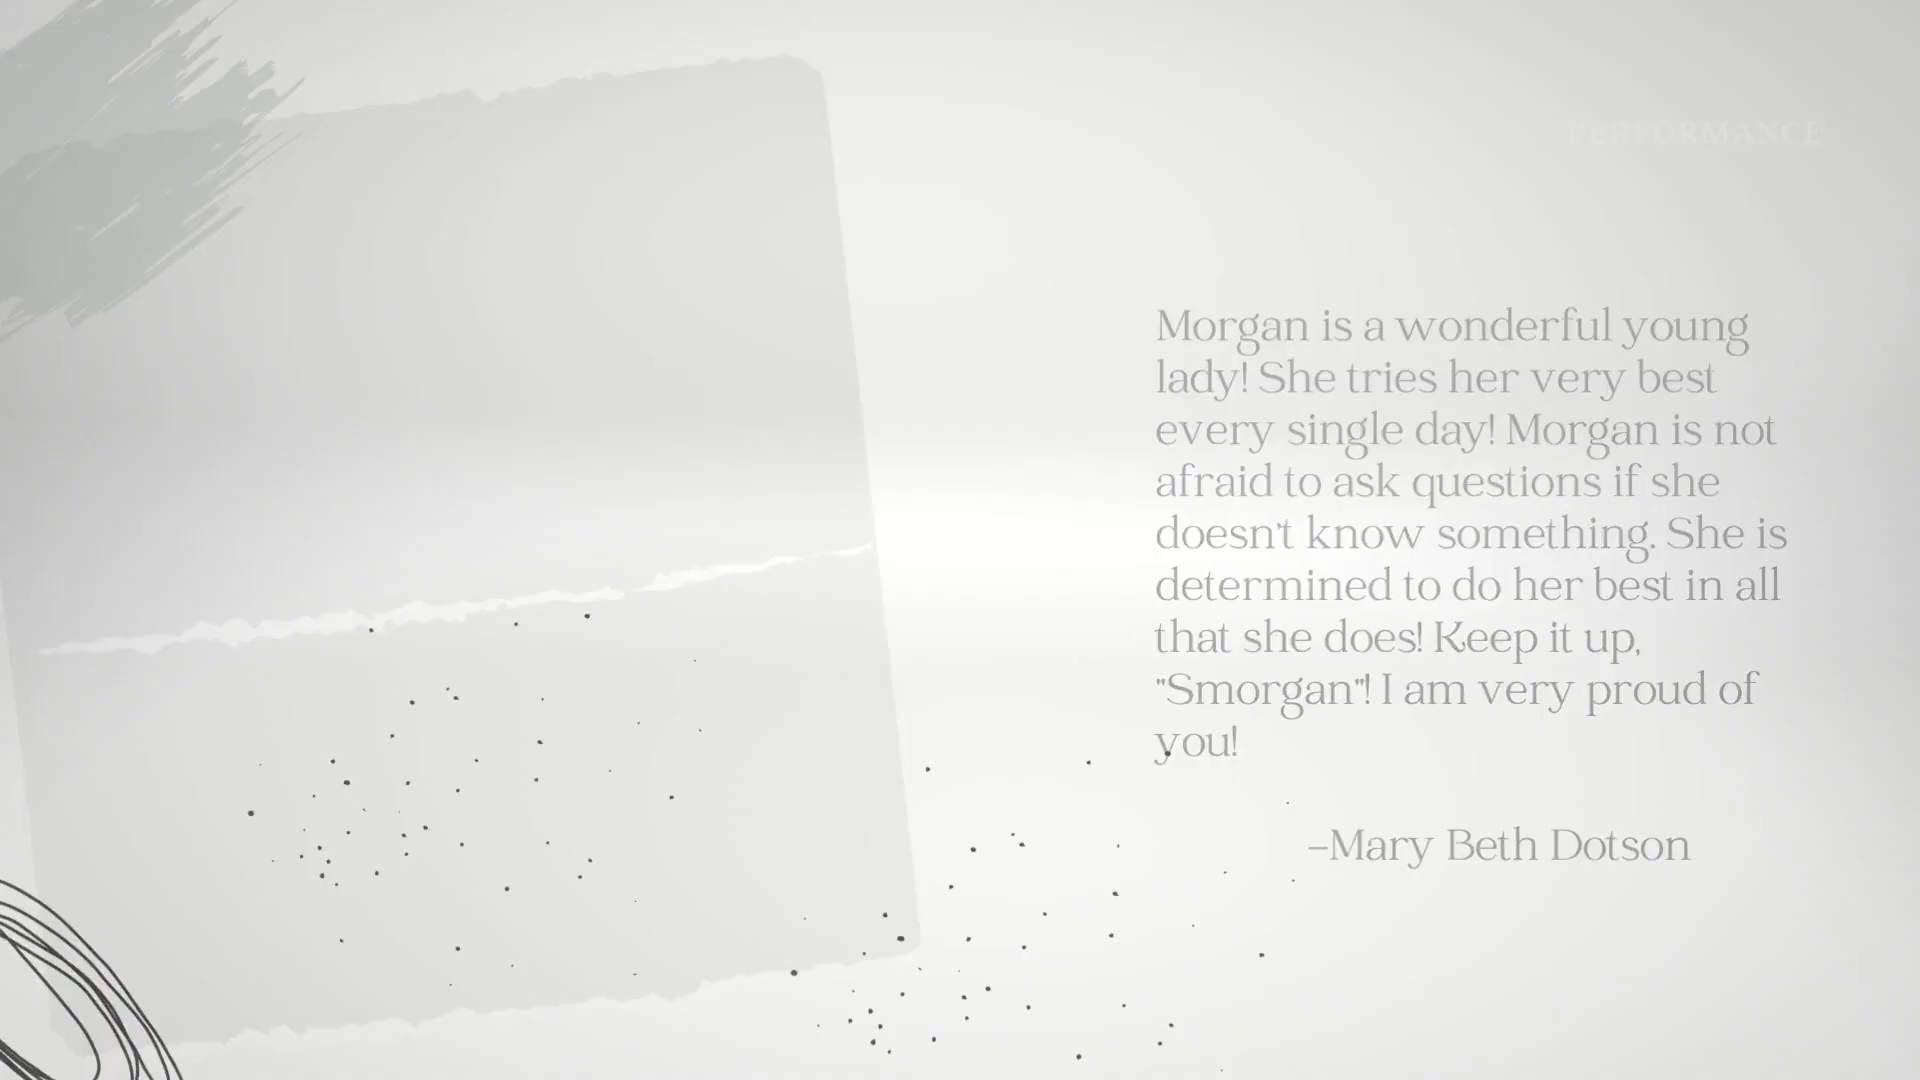 PERFORMANCE
Morgan is a wonderful young
lady! She tries her very best
every single day! Morgan is not
afraid to ask questions if she
doesn't know something. She is
determined to do her best in all
that she does! Keep it up,
"Smorgan"! I am very proud of
you!
–Mary Beth Dotson